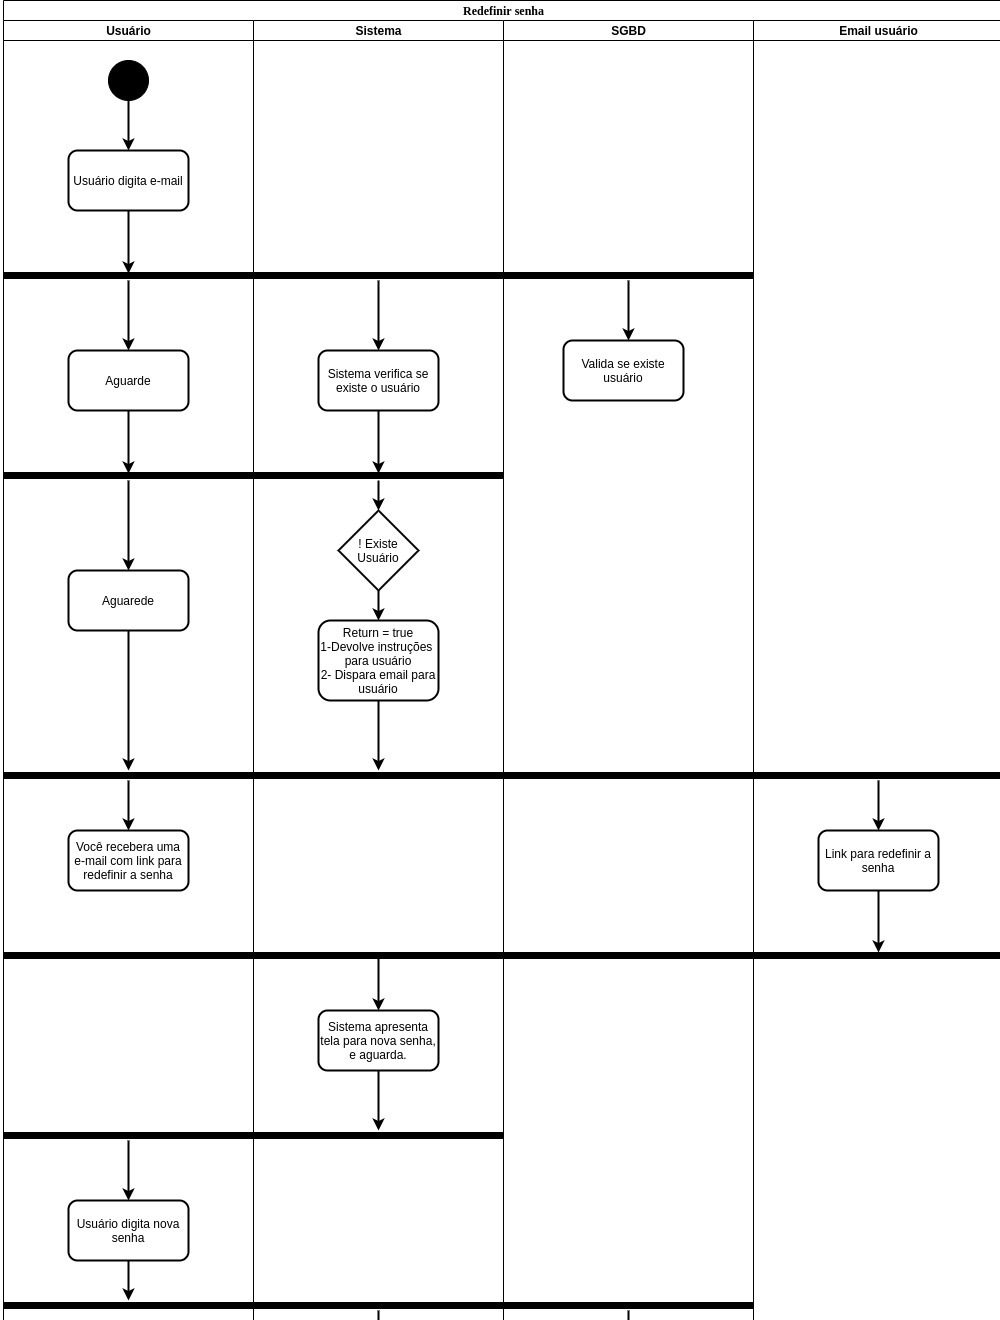 Redefinir senha
Usuário
Sistema
SGBD
Email usuário
Usuário digita e-mail
Aguarde
Sistema verifica se
existe o usuário
Valida se existe
usuário
! Existe
Usuário
Aguarede
Return = true
1-Devolve instruções
para usuário
2- Dispara email para
usuário
Você recebera uma
e-mail com link para
redefinir a senha
Link para redefinir a
senha
Sistema apresenta
tela para nova senha,
e aguarda.
Usuário digita nova
senha